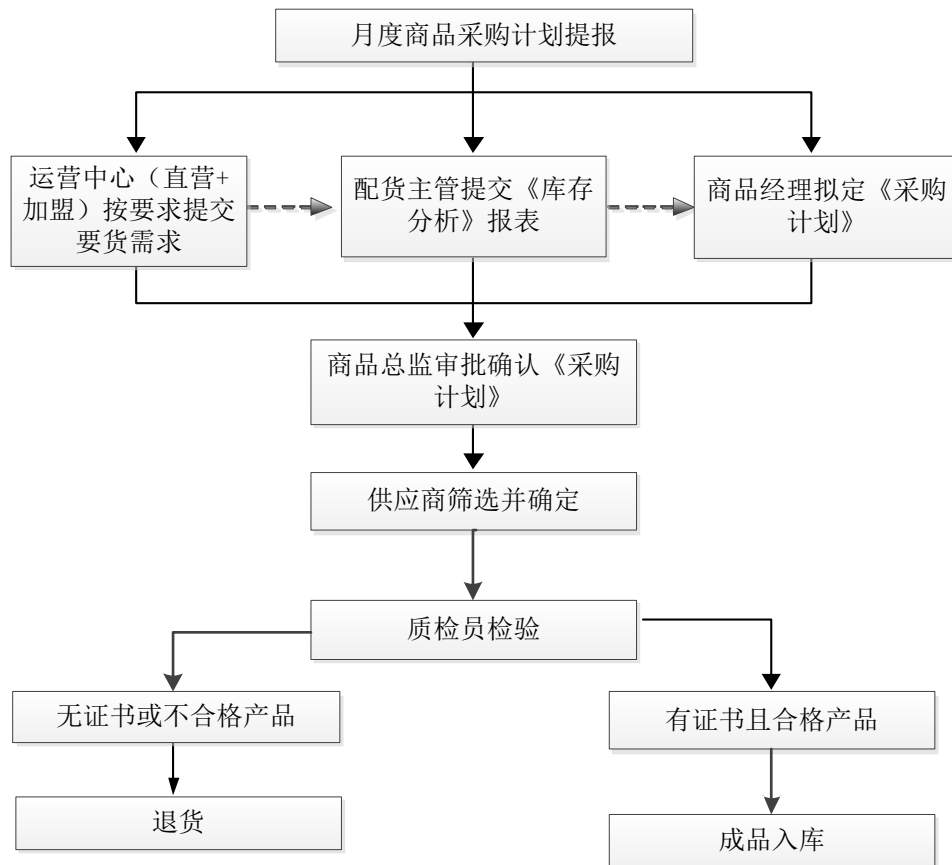 月度商品采购计划提报
运营中心（直营+
加盟）按要求提交
要货需求
配货主管提交《库存
分析》报表
商品经理拟定《采购
计划》
商品总监审批确认《采购
计划》
供应商筛选并确定
质检员检验
无证书或不合格产品
有证书且合格产品
退货
成品入库